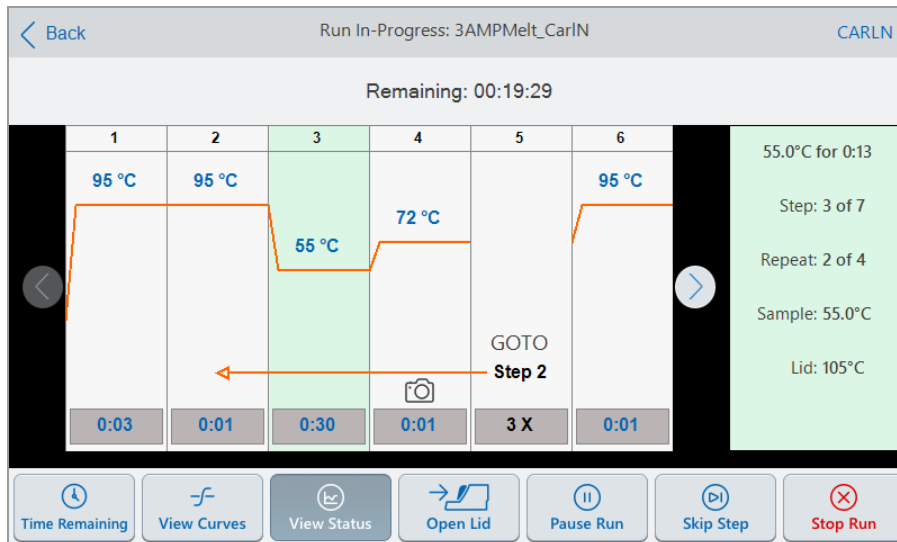 Back
Run In-Progress: 3AMPMelt_CarlN
CARLN
Remaining: 00:19:29
1 2 3 4 5 6
95 °C 95 °C 55 °C 72 °C 95 °C
GOTO
Step 2
0:03 0:01 0:30 0:01 3 X 0:01
55.0°C for 0:13
Step: 3 of 7
Repeat: 2 of 4
Sample: 55.0°C
Lid: 105°C
Time Remaining
View Curves
View Status
Open Lid
Pause Run
Skip Step
Stop Run